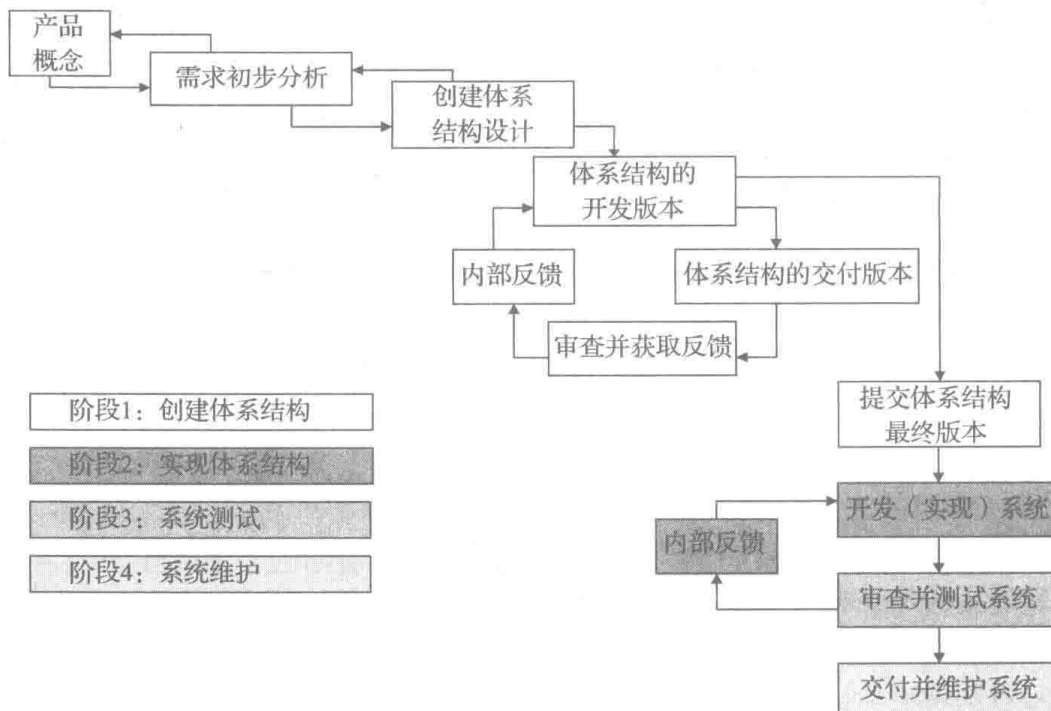 产品
概念
需求初步分析
创建体系
结构设计
体系结构的
开发版本
内部反馈
体系结构的交付版本
审查并获取反馈
提交体系结构
最终版本
阶段1：创建体系结构
阶段2：实现体系结构
阶段3：系统测试
阶段4：系统维护
开发（实现）系统
内部反馈
审查并测试系统
交付并维护系统